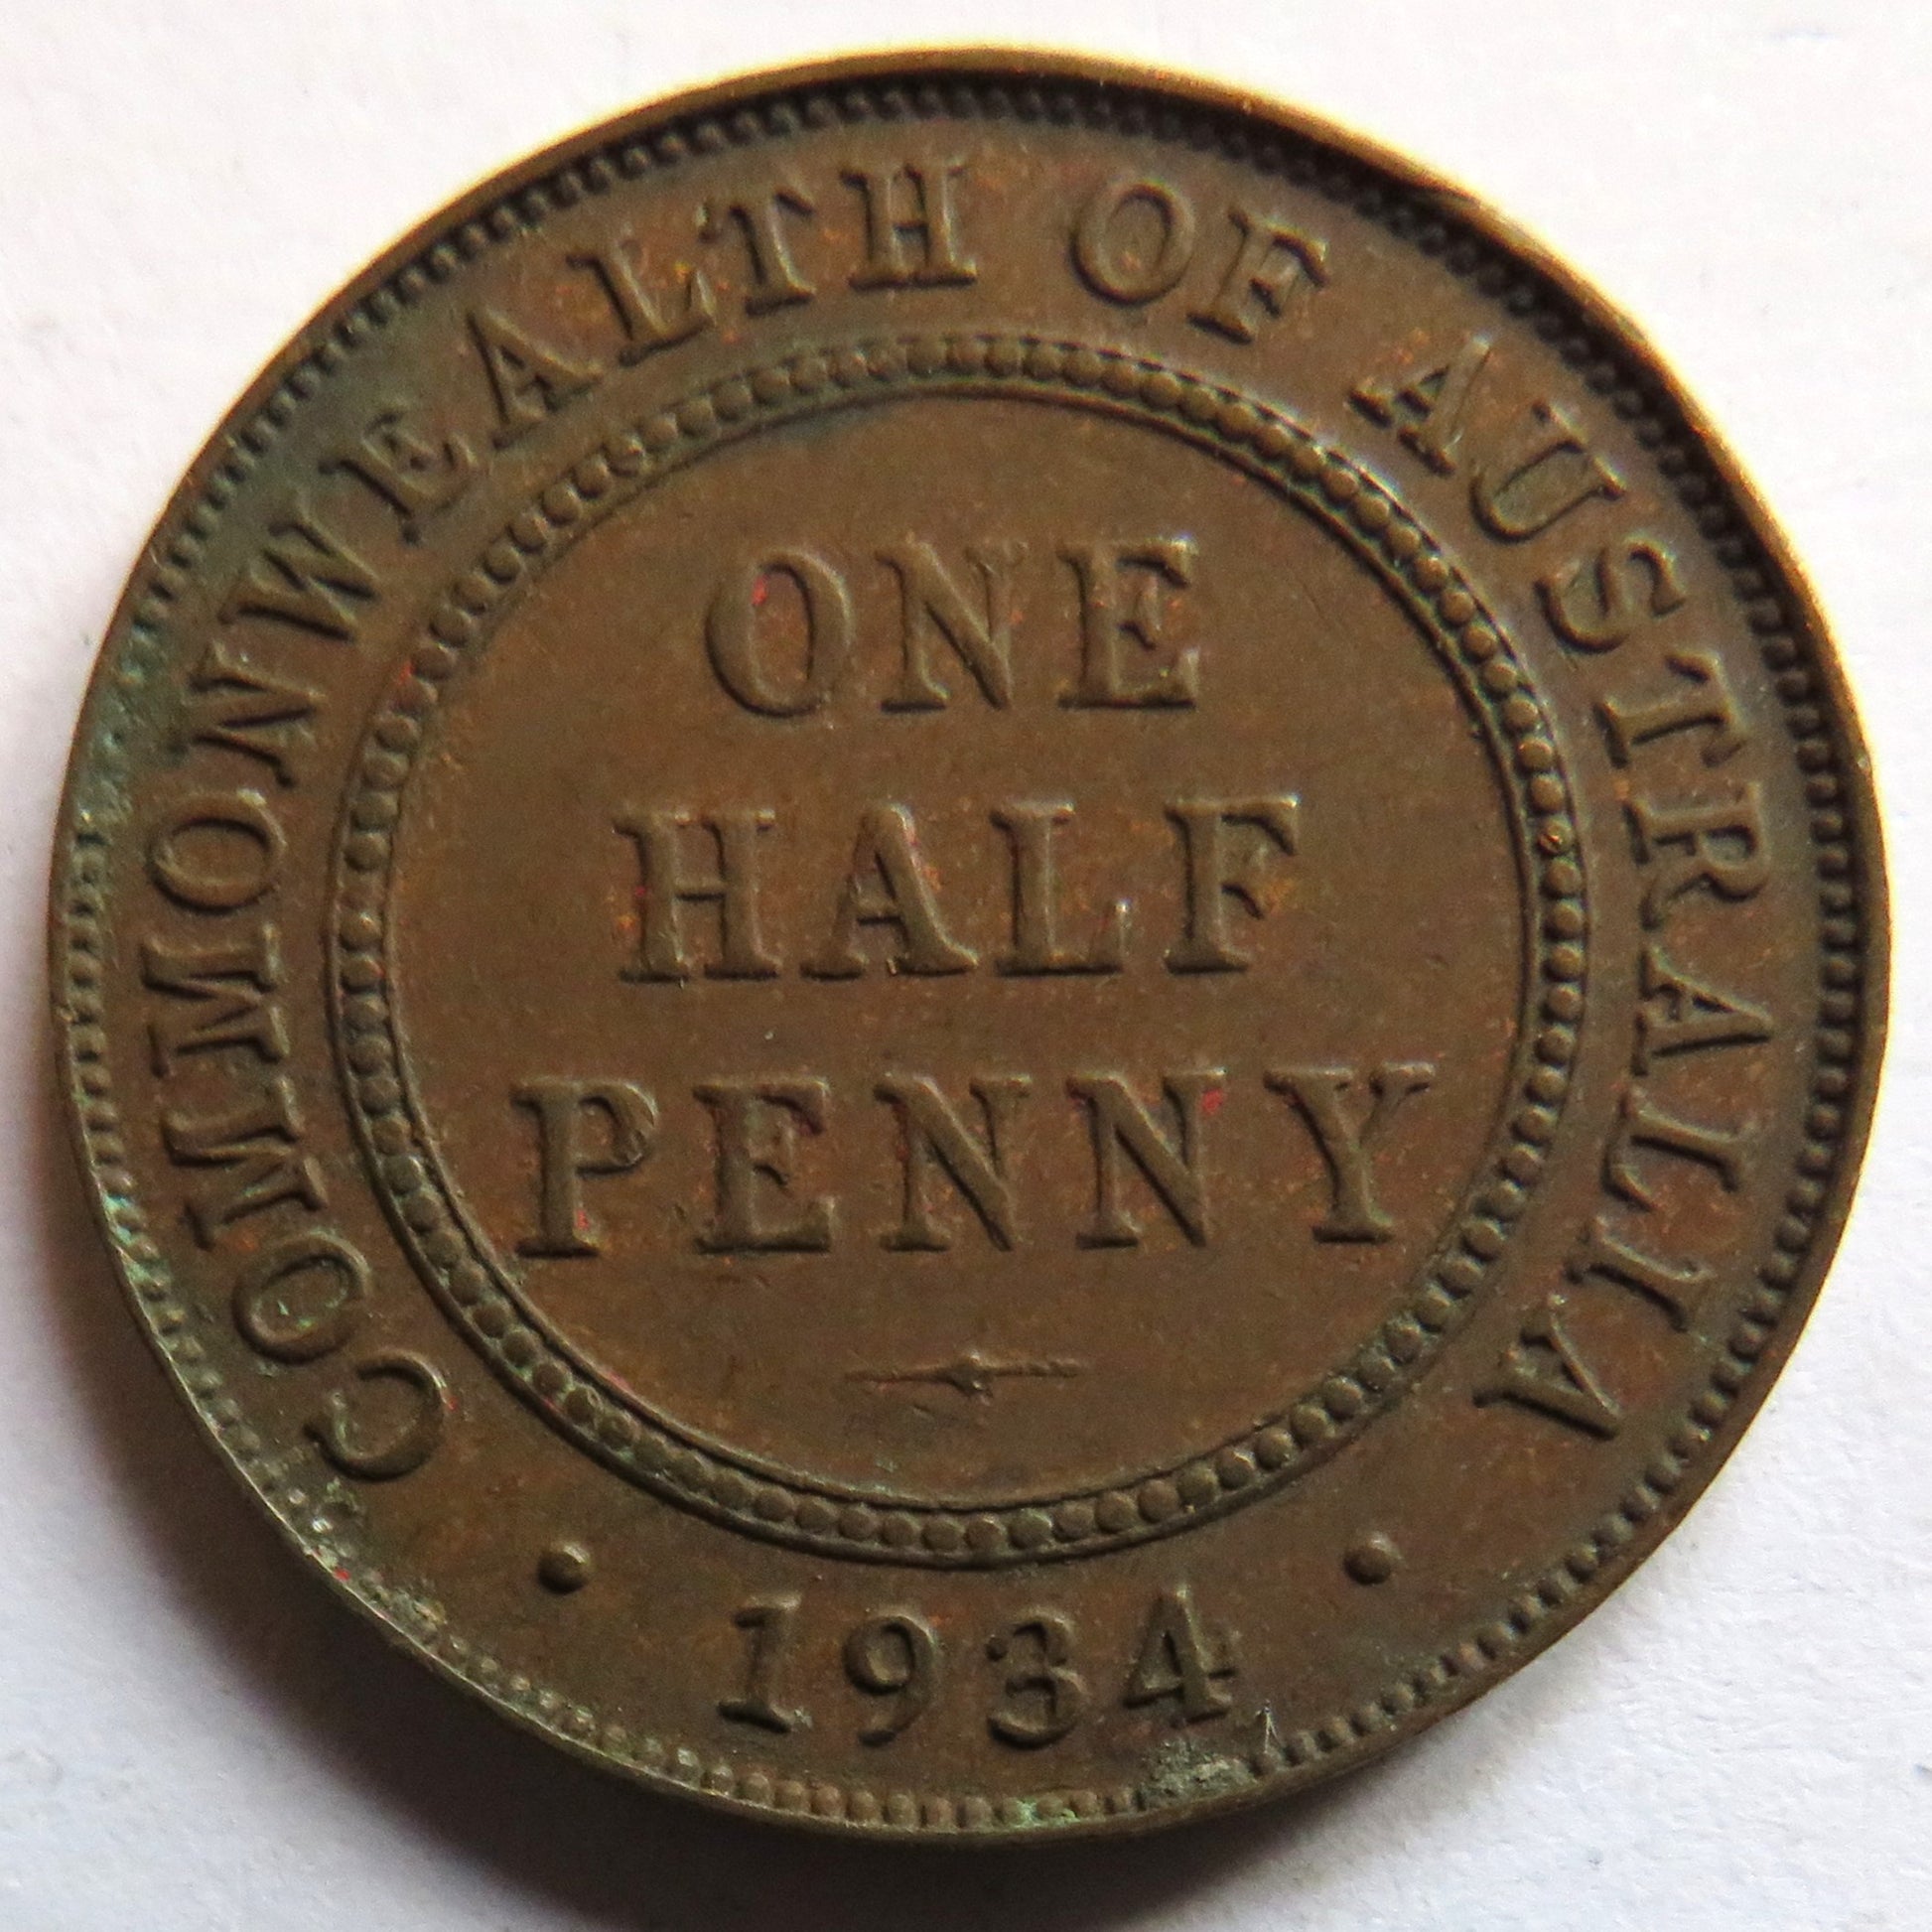 COMMONWEALTH OF AUSTRALIA
ONE
HALF
PENNY
· 1934 ·